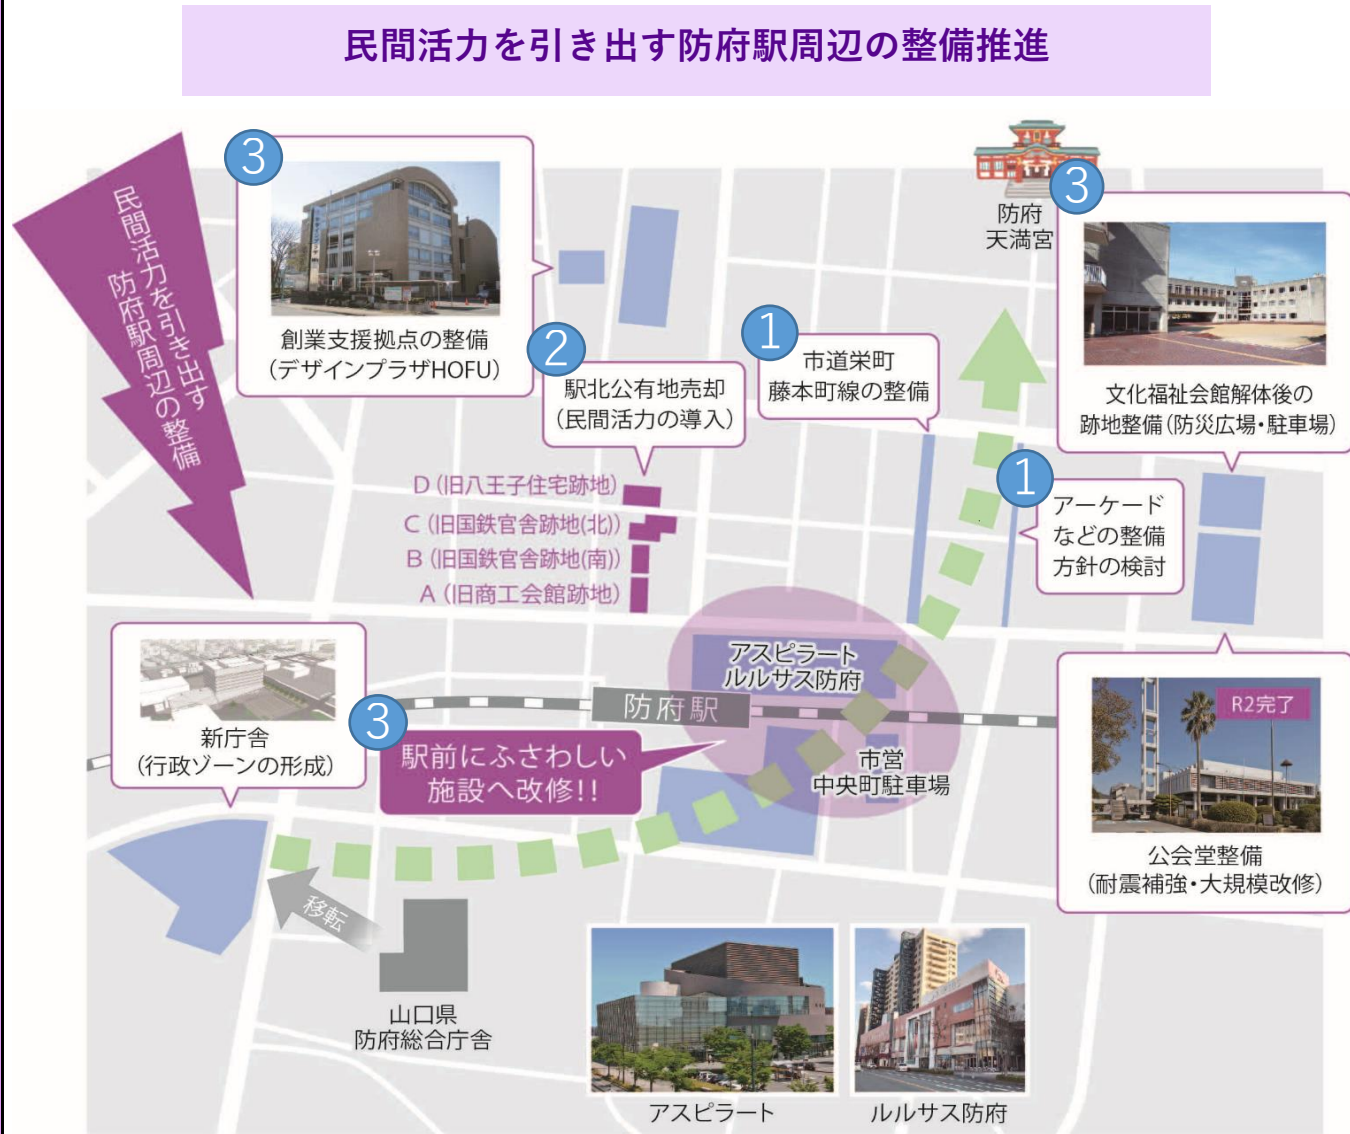 民間活力を引き出す防府駅周辺の整備推進
民間活力を引き出す
防府駅周辺の整備
3
創業支援拠点の整備
(デザインプラザHOFU)
2
駅北公有地売却
(民間活力の導入)
1
市道栄町
藤本町線の整備
防府
天満宮
3
文化福祉会館解体後の
跡地整備(防災広場・駐車場)
1
アーケード
などの整備
方針の検討
D (旧八王子住宅跡地)
C (旧国鉄官舎跡地(北))
B (旧国鉄官舎跡地(南))
A (旧商工会館跡地)
アスピラート
ルルサス防府
防府駅
新庁舎
(行政ゾーンの形成)
3
駅前にふさわしい
施設へ改修!!
市営
中央町駐車場
R2完了
公会堂整備
(耐震補強・大規模改修)
移転
山口県
防府総合庁舎
アスピラート
ルルサス防府